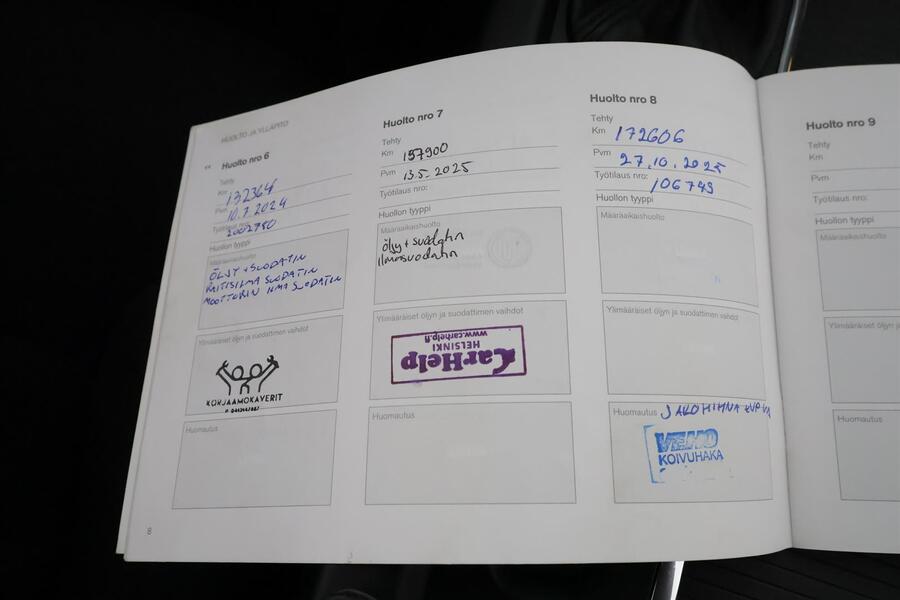 HUOLTO JA YLLÄPITO
Huolto nro 6
Tehty
Km 132364
Pvm 10.7.2024
Työtilaus nro: 2002780
Huollon tyyppi
Määräaikaishuolto
ÖLJY + SUODATIN
RAITISILMA SUODATIN
MOOTTORIN ILMA SUODATIN
Ylimääräiset öljyn ja suodattimen vaihdot
KORJAAMOKAVERIT
Huomautus
6
Huolto nro 7
Tehty
Km 157900
Pvm 13.5.2025
Työtilaus nro:
Huollon tyyppi
Määräaikaishuolto
öljy + suodatin
ilmansuodatin
Ylimääräiset öljyn ja suodattimen vaihdot
CarHelp
HELSINKI
www.carhelp.fi
Huomautus
Huolto nro 8
Tehty
Km 172606
Pvm 27.10.2025
Työtilaus nro: 106749
Huollon tyyppi
Määräaikaishuolto
Ylimääräiset öljyn ja suodattimen vaihdot
Huomautus JAKOHIHNA
VEHO
KOIVUHAKA
Huolto nro 9
Tehty
Km
Pvm
Työtilaus nro:
Huollon tyyppi
Määräaikaishuolto
Ylimääräiset öljyn ja
Huomautus